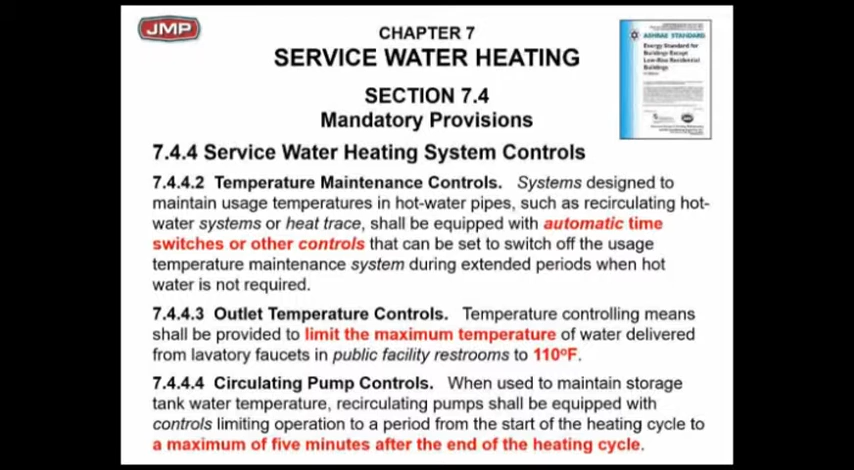 JMP
CHAPTER 7
SERVICE WATER HEATING
ASHRAE STANDARD
Energy Standard for
Buildings Except
Low-Rise Residential
Buildings
SECTION 7.4
Mandatory Provisions
7.4.4 Service Water Heating System Controls
7.4.4.2 Temperature Maintenance Controls. Systems designed to
maintain usage temperatures in hot-water pipes, such as recirculating hot-
water systems or heat trace, shall be equipped with automatic time
switches or other controls that can be set to switch off the usage
temperature maintenance system during extended periods when hot
water is not required.
7.4.4.3 Outlet Temperature Controls. Temperature controlling means
shall be provided to limit the maximum temperature of water delivered
from lavatory faucets in public facility restrooms to 110ºF.
7.4.4.4 Circulating Pump Controls. When used to maintain storage
tank water temperature, recirculating pumps shall be equipped with
controls limiting operation to a period from the start of the heating cycle to
a maximum of five minutes after the end of the heating cycle.